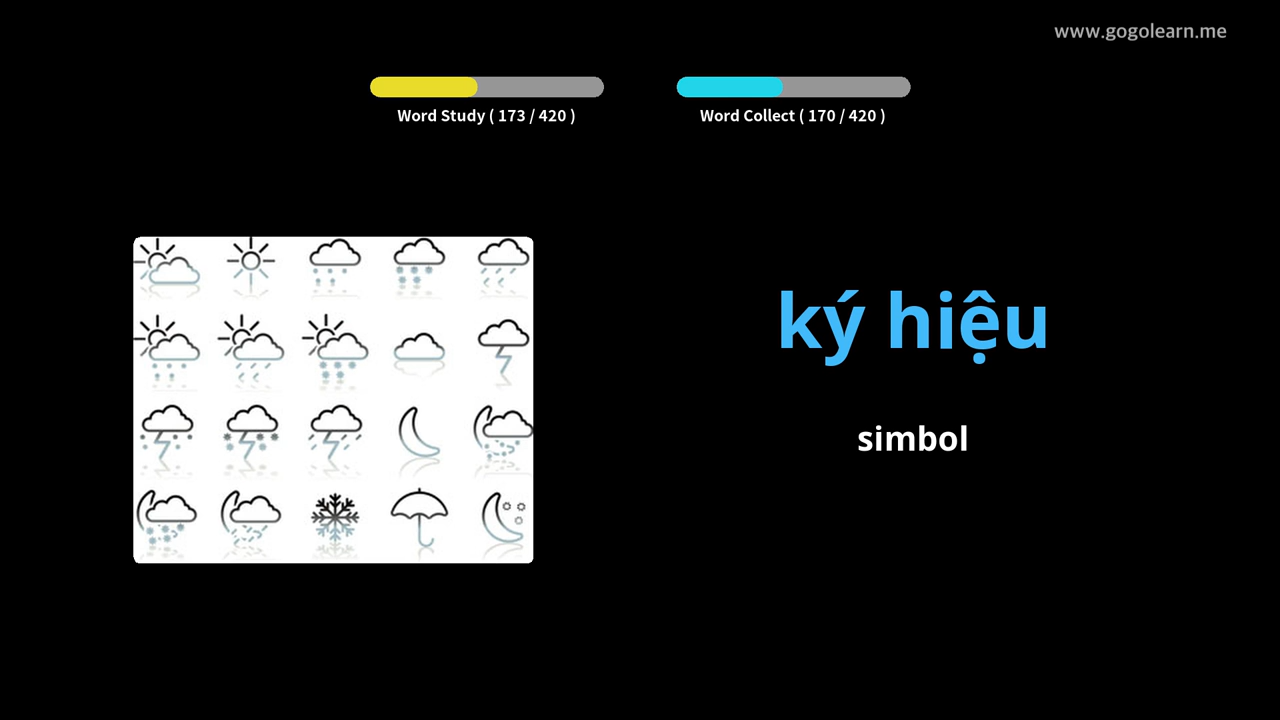 www.gogolearn.me
Word Study ( 173 / 420 )
Word Collect ( 170 / 420 )
ký hiệu
simbol